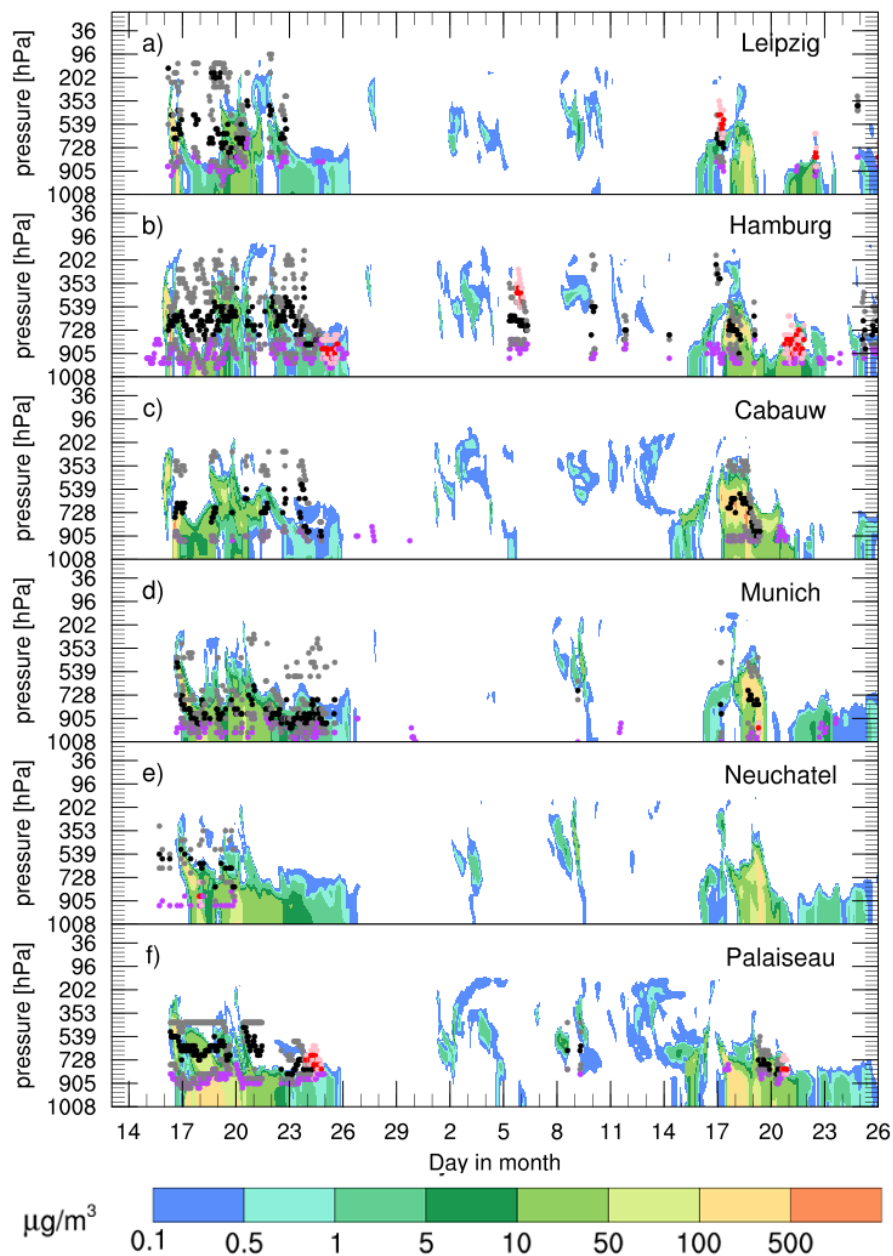 pressure [hPa]
36
96
202
353
539
728
905
1008
a)
Leipzig
pressure [hPa]
36
96
202
353
539
728
905
1008
b)
Hamburg
pressure [hPa]
36
96
202
353
539
728
905
1008
c)
Cabauw
pressure [hPa]
36
96
202
353
539
728
905
1008
d)
Munich
pressure [hPa]
36
96
202
353
539
728
905
1008
e)
Neuchatel
pressure [hPa]
36
96
202
353
539
728
905
1008
f)
Palaiseau
14 17 20 23 26 29 2 5 8 11 14 17 20 23 26
Day in month
µg/m³
0.1 0.5 1 5 10 50 100 500